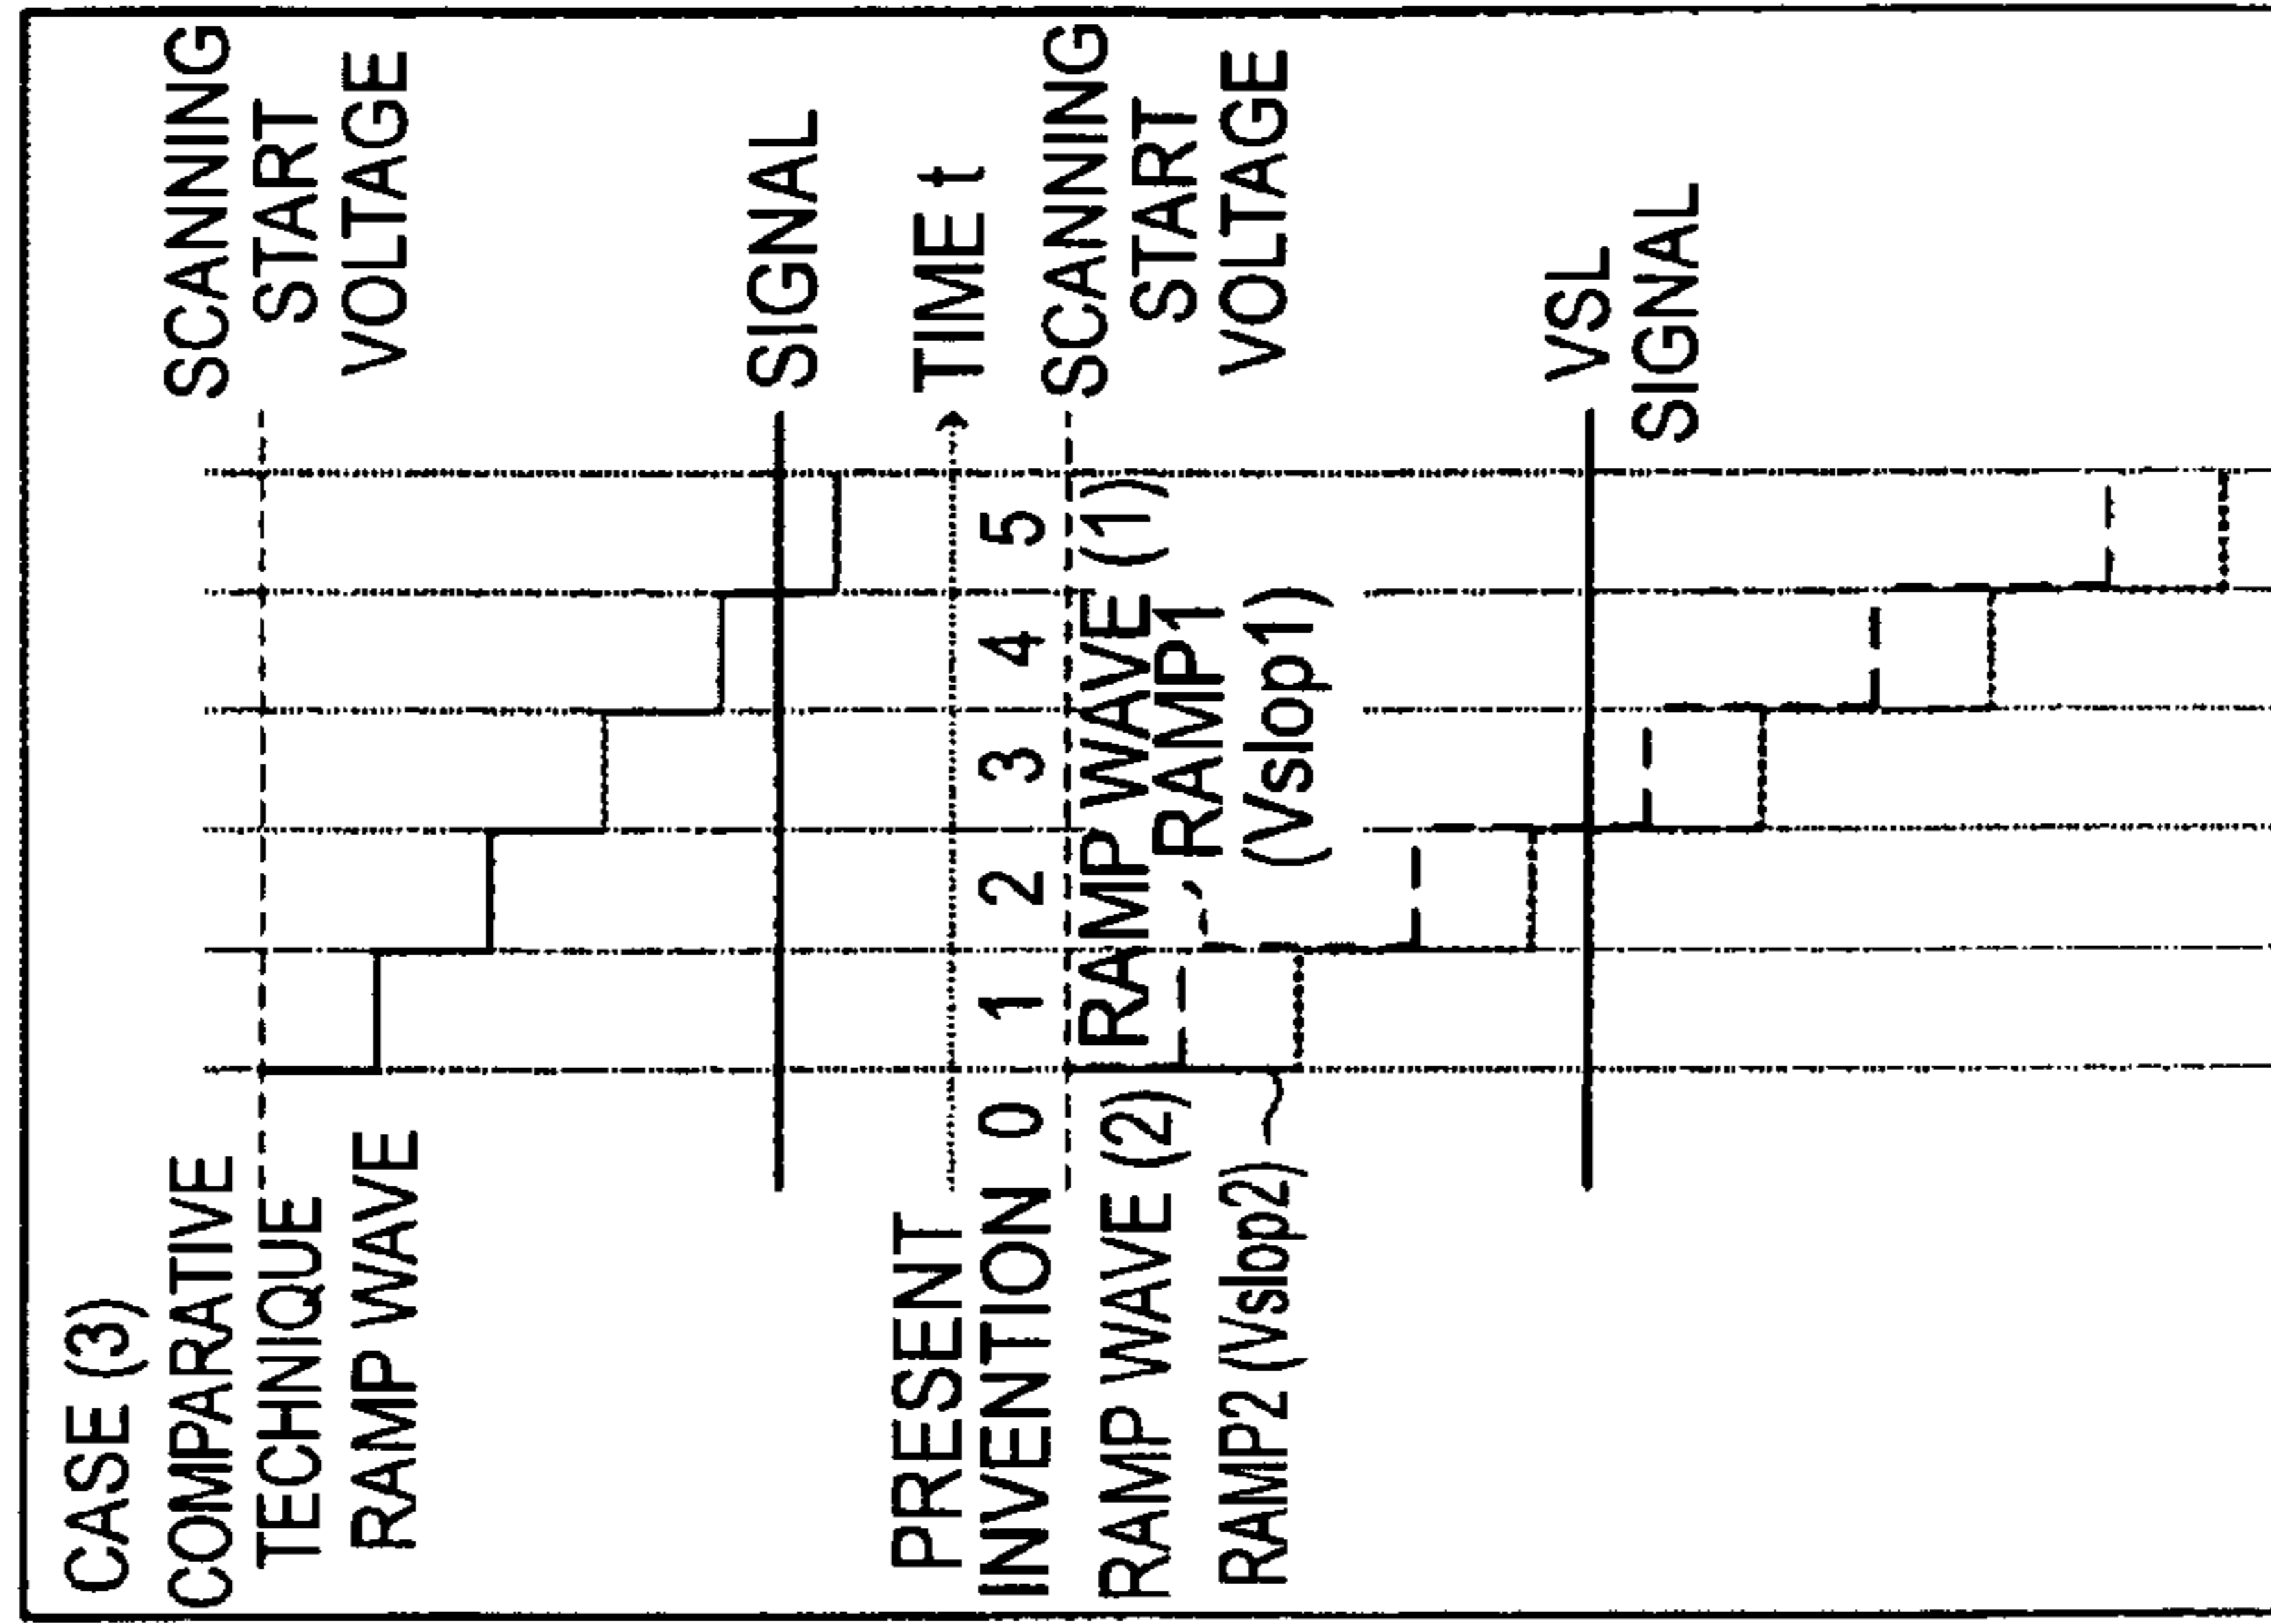 CASE (3)
COMPARATIVE
TECHNIQUE
RAMP WAVE
SCANNING
START
VOLTAGE
SIGNAL
TIME t
PRESENT
INVENTION
0 1 2 3 4 5
SCANNING
START
VOLTAGE
RAMP WAVE (1)
RAMP1
(Vslop1)
RAMP WAVE (2)
RAMP2 (Vslop2)
VSL
SIGNAL